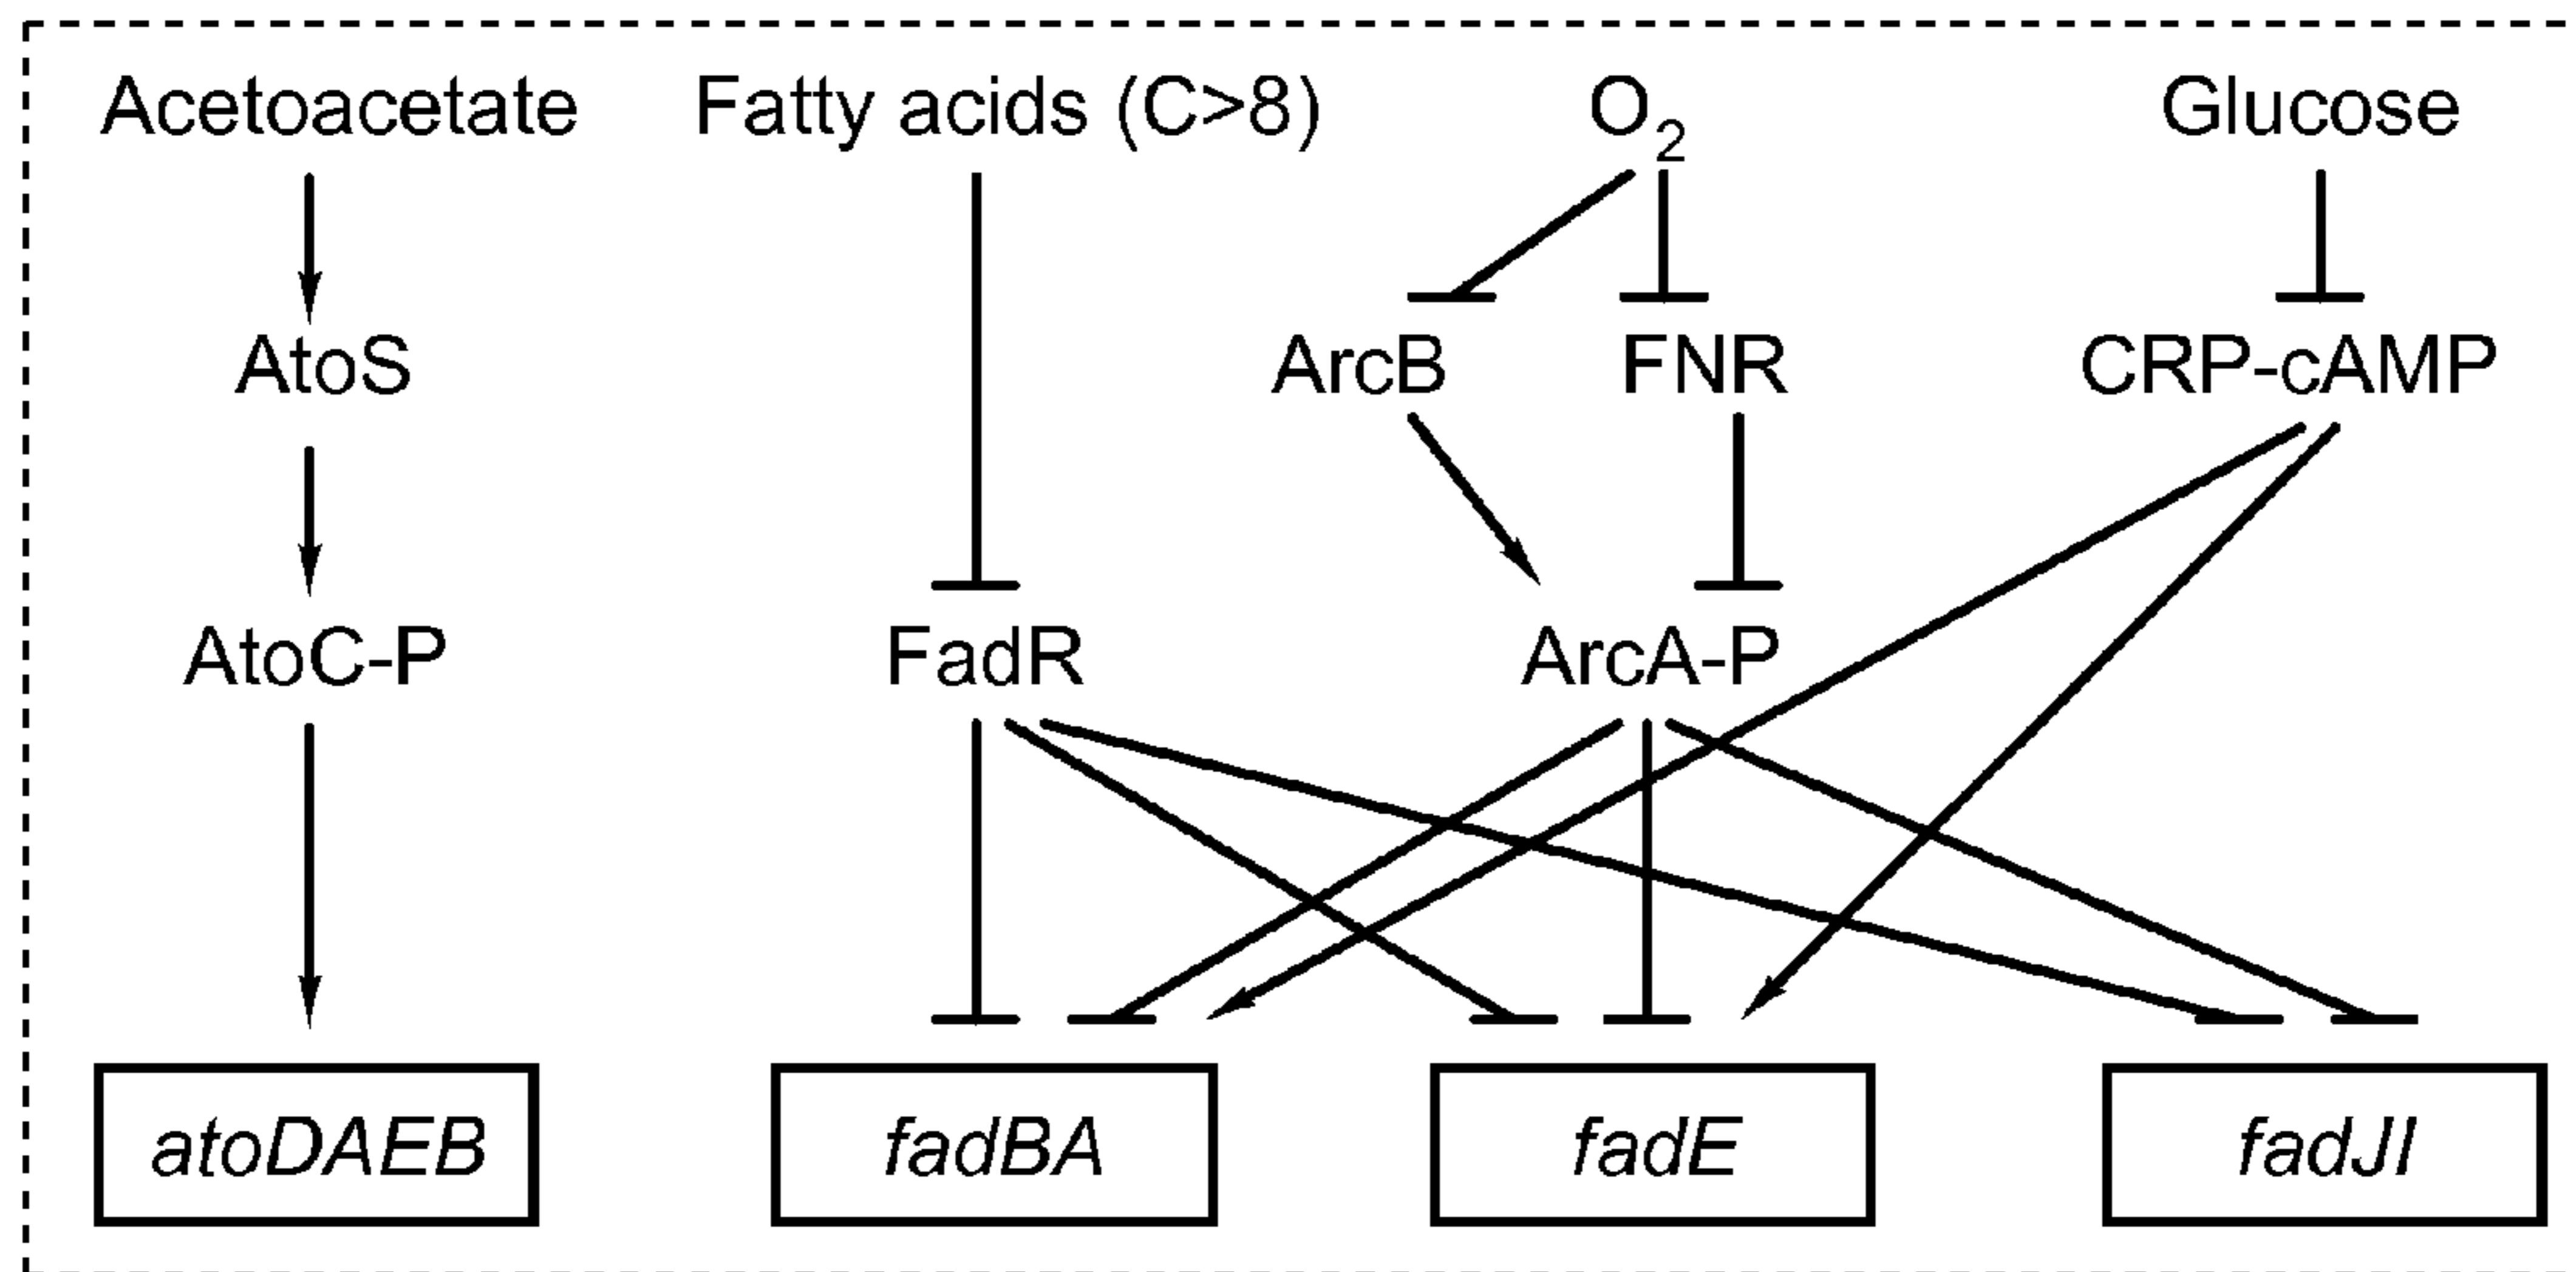 Acetoacetate
Fatty acids (C>8)
O₂
Glucose
AtoS
ArcB
FNR
CRP-cAMP
AtoC-P
FadR
ArcA-P
atoDAEB
fadBA
fadE
fadJI